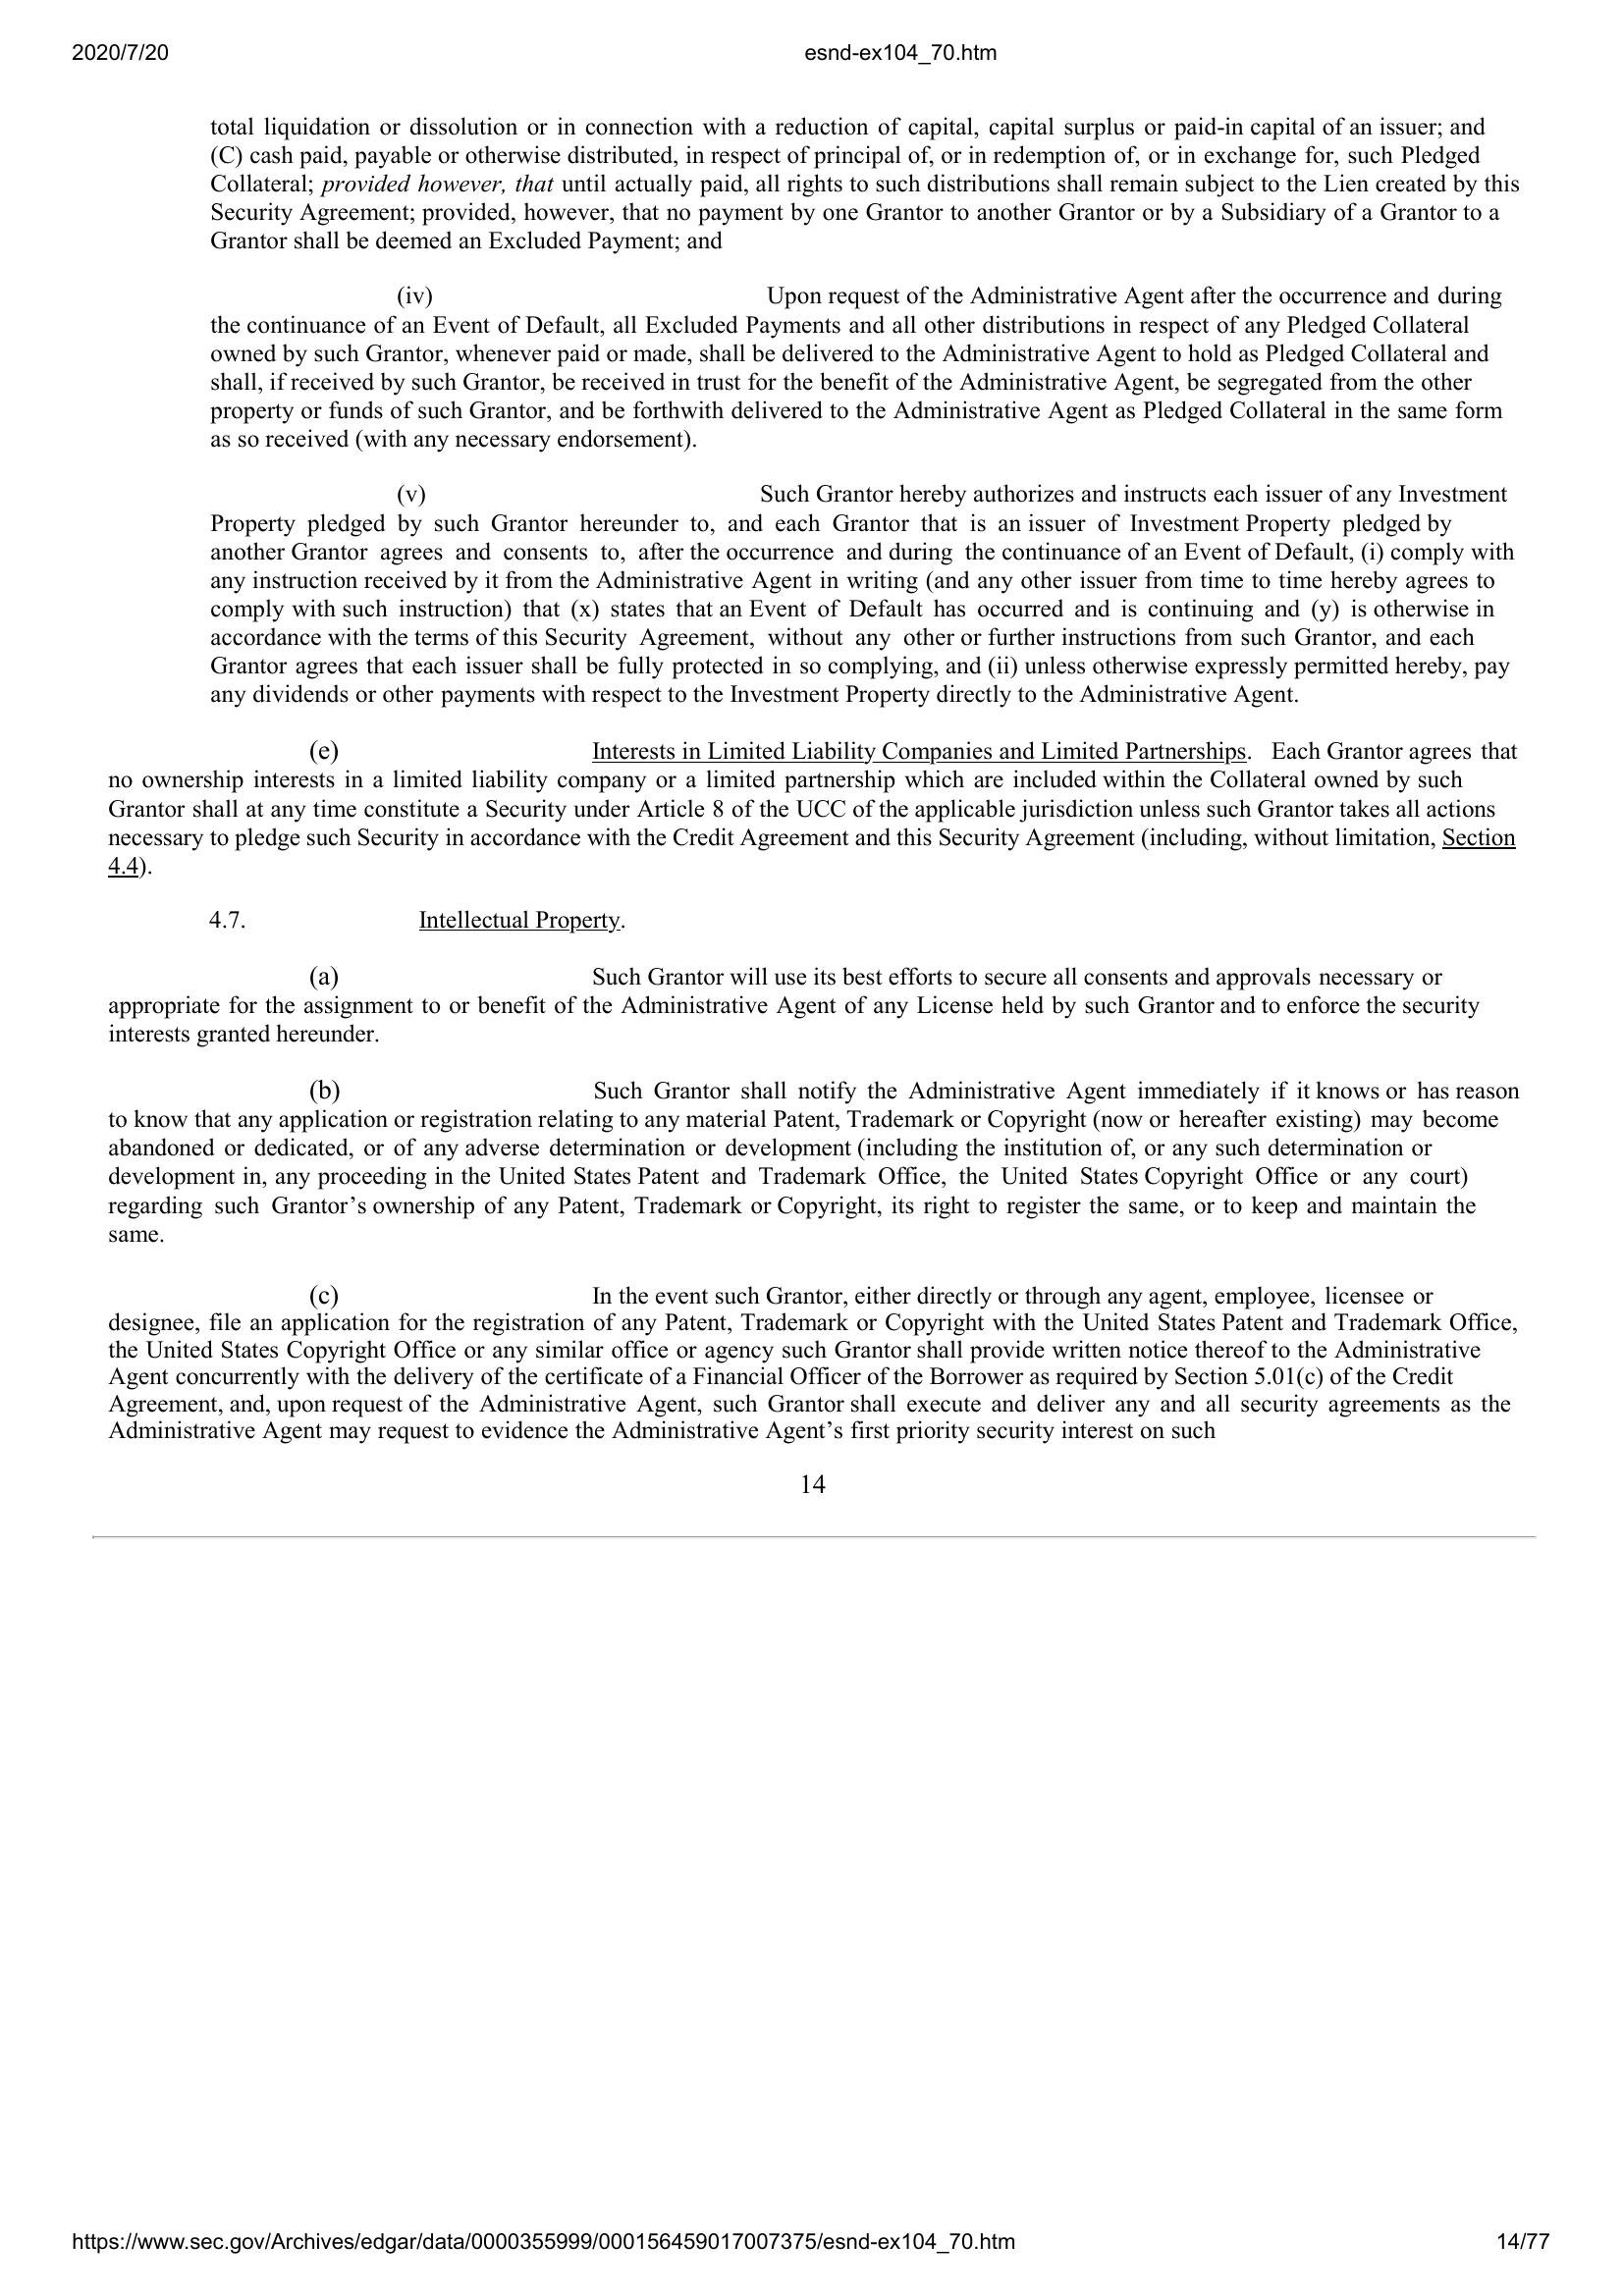 2020/7/20 esnd-ex104_70.htm
total liquidation or dissolution or in connection with a reduction of capital, capital surplus or paid-in capital of an issuer; and
(C) cash paid, payable or otherwise distributed, in respect of principal of, or in redemption of, or in exchange for, such Pledged
Collateral; provided however, that until actually paid, all rights to such distributions shall remain subject to the Lien created by this
Security Agreement; provided, however, that no payment by one Grantor to another Grantor or by a Subsidiary of a Grantor to a
Grantor shall be deemed an Excluded Payment; and
(iv) Upon request of the Administrative Agent after the occurrence and during
the continuance of an Event of Default, all Excluded Payments and all other distributions in respect of any Pledged Collateral
owned by such Grantor, whenever paid or made, shall be delivered to the Administrative Agent to hold as Pledged Collateral and
shall, if received by such Grantor, be received in trust for the benefit of the Administrative Agent, be segregated from the other
property or funds of such Grantor, and be forthwith delivered to the Administrative Agent as Pledged Collateral in the same form
as so received (with any necessary endorsement).
(v) Such Grantor hereby authorizes and instructs each issuer of any Investment
Property pledged by such Grantor hereunder to, and each Grantor that is an issuer of Investment Property pledged by
another Grantor agrees and consents to, after the occurrence and during the continuance of an Event of Default, (i) comply with
any instruction received by it from the Administrative Agent in writing (and any other issuer from time to time hereby agrees to
comply with such instruction) that (x) states that an Event of Default has occurred and is continuing and (y) is otherwise in
accordance with the terms of this Security Agreement, without any other or further instructions from such Grantor, and each
Grantor agrees that each issuer shall be fully protected in so complying, and (ii) unless otherwise expressly permitted hereby, pay
any dividends or other payments with respect to the Investment Property directly to the Administrative Agent.
(e) Interests in Limited Liability Companies and Limited Partnerships. Each Grantor agrees that
no ownership interests in a limited liability company or a limited partnership which are included within the Collateral owned by such
Grantor shall at any time constitute a Security under Article 8 of the UCC of the applicable jurisdiction unless such Grantor takes all actions
necessary to pledge such Security in accordance with the Credit Agreement and this Security Agreement (including, without limitation, Section
4.4).
4.7. Intellectual Property.
(a) Such Grantor will use its best efforts to secure all consents and approvals necessary or
appropriate for the assignment to or benefit of the Administrative Agent of any License held by such Grantor and to enforce the security
interests granted hereunder.
(b) Such Grantor shall notify the Administrative Agent immediately if it knows or has reason
to know that any application or registration relating to any material Patent, Trademark or Copyright (now or hereafter existing) may become
abandoned or dedicated, or of any adverse determination or development (including the institution of, or any such determination or
development in, any proceeding in the United States Patent and Trademark Office, the United States Copyright Office or any court)
regarding such Grantor’s ownership of any Patent, Trademark or Copyright, its right to register the same, or to keep and maintain the
same.
(c) In the event such Grantor, either directly or through any agent, employee, licensee or
designee, file an application for the registration of any Patent, Trademark or Copyright with the United States Patent and Trademark Office,
the United States Copyright Office or any similar office or agency such Grantor shall provide written notice thereof to the Administrative
Agent concurrently with the delivery of the certificate of a Financial Officer of the Borrower as required by Section 5.01(c) of the Credit
Agreement, and, upon request of the Administrative Agent, such Grantor shall execute and deliver any and all security agreements as the
Administrative Agent may request to evidence the Administrative Agent’s first priority security interest on such
14
https://www.sec.gov/Archives/edgar/data/0000355999/000156459017007375/esnd-ex104_70.htm 14/77